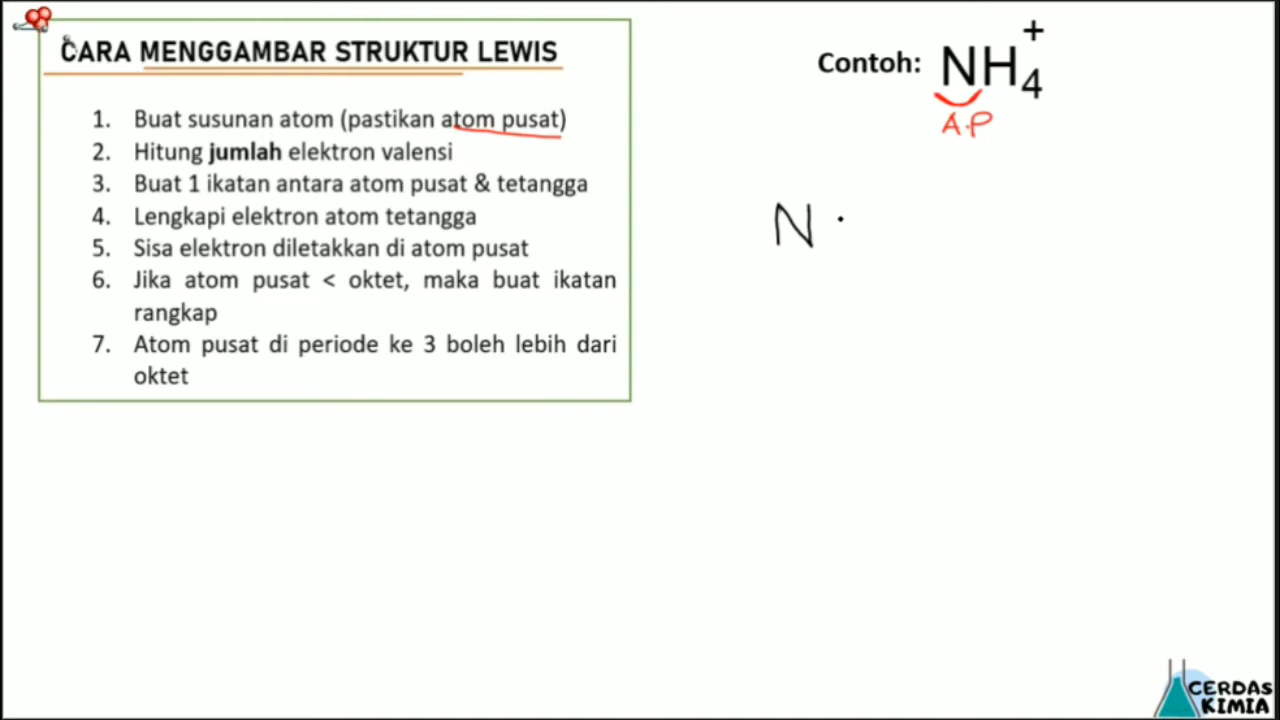 CARA MENGGAMBAR STRUKTUR LEWIS
1. Buat susunan atom (pastikan atom pusat)
2. Hitung jumlah elektron valensi
3. Buat 1 ikatan antara atom pusat & tetangga
4. Lengkapi elektron atom tetangga
5. Sisa elektron diletakkan di atom pusat
6. Jika atom pusat < oktet, maka buat ikatan
rangkap
7. Atom pusat di periode ke 3 boleh lebih dari
oktet
Contoh: NH₄⁺
A.P
N
CERDAS
KIMIA